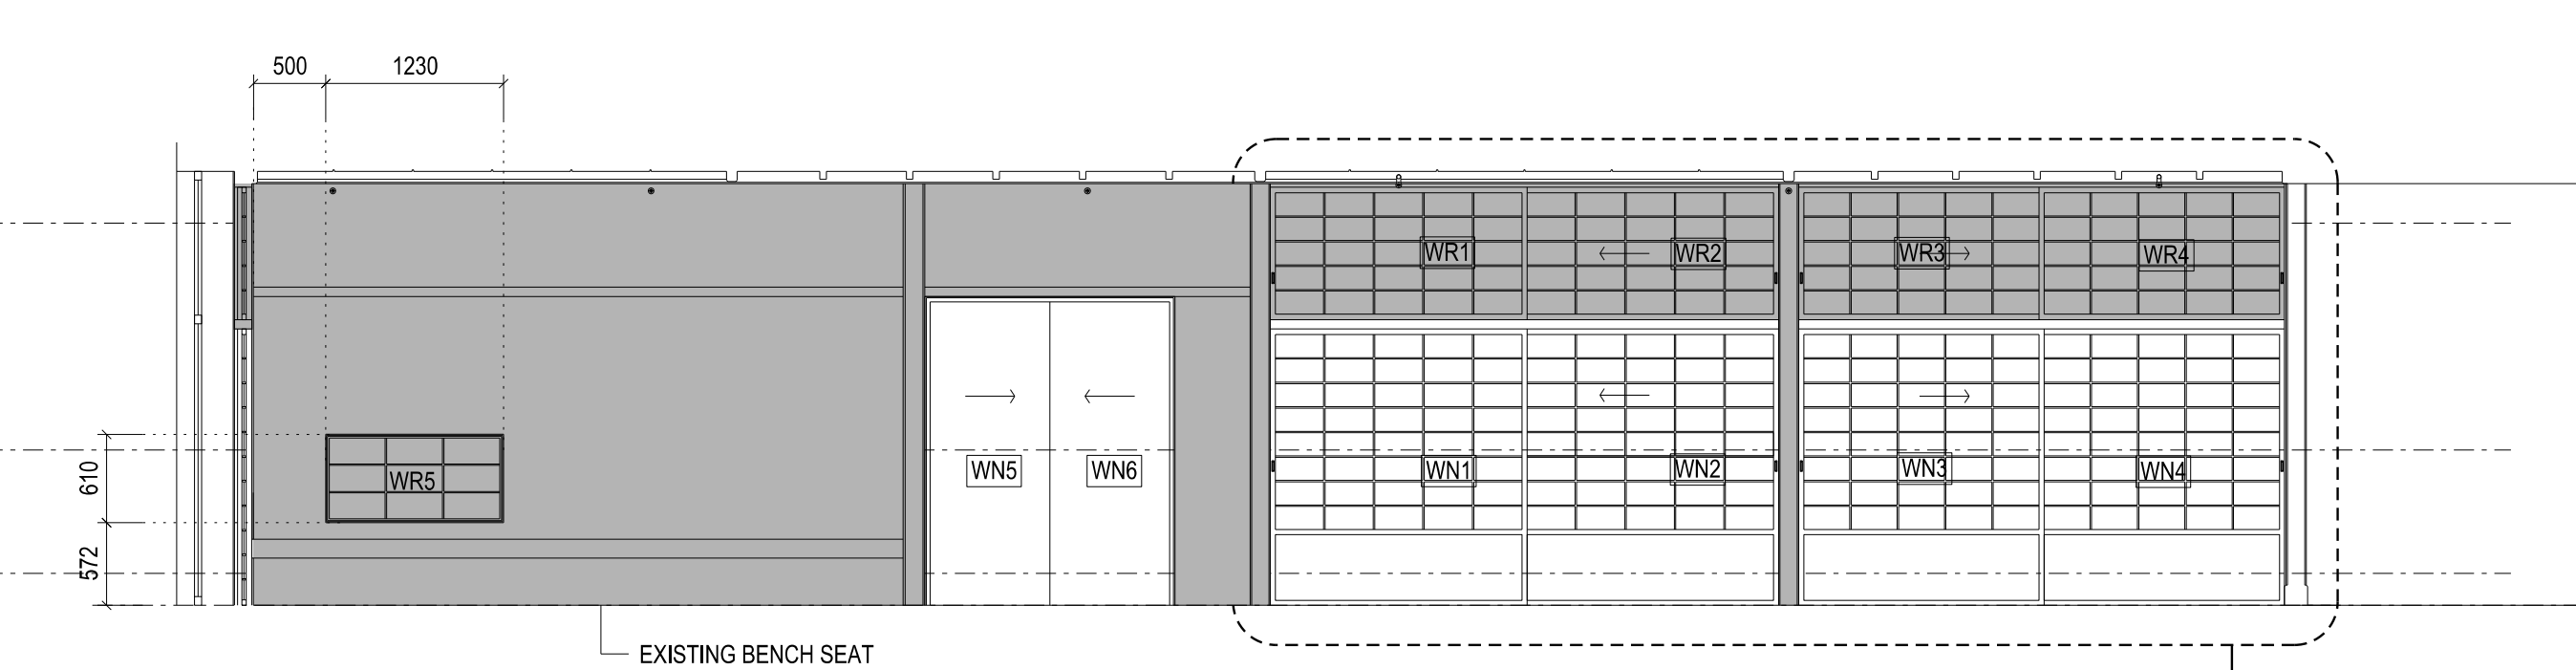 500
1230
WR1
WR2
WR3
WR4
610
WR5
WN5
WN6
WN1
WN2
WN3
WN4
572
EXISTING BENCH SEAT